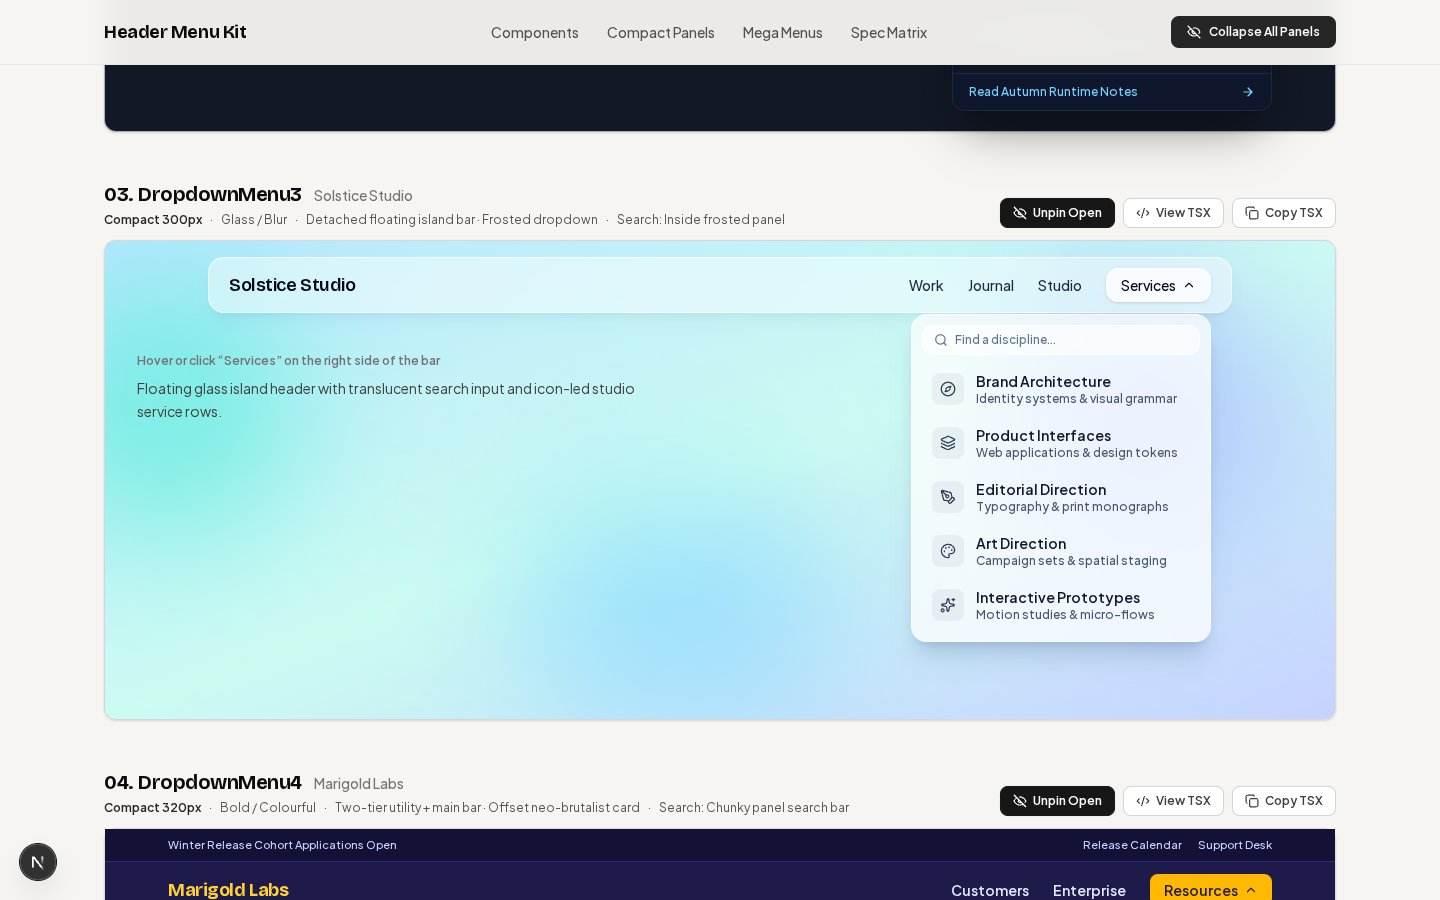 Header Menu Kit
Components Compact Panels Mega Menus Spec Matrix
Collapse All Panels
Read Autumn Runtime Notes
03. DropdownMenu3 Solstice Studio
Compact 300px · Glass / Blur · Detached floating island bar · Frosted dropdown · Search: Inside frosted panel
Unpin Open
View TSX
Copy TSX
Solstice Studio
Work Journal Studio Services
Hover or click “Services” on the right side of the bar
Floating glass island header with translucent search input and icon-led studio
service rows.
Find a discipline...
Brand Architecture
Identity systems & visual grammar
Product Interfaces
Web applications & design tokens
Editorial Direction
Typography & print monographs
Art Direction
Campaign sets & spatial staging
Interactive Prototypes
Motion studies & micro-flows
04. DropdownMenu4 Marigold Labs
Compact 320px · Bold / Colourful · Two-tier utility + main bar · Offset neo-brutalist card · Search: Chunky panel search bar
Unpin Open
View TSX
Copy TSX
Winter Release Cohort Applications Open
Release Calendar Support Desk
Marigold Labs
Customers Enterprise Resources
N